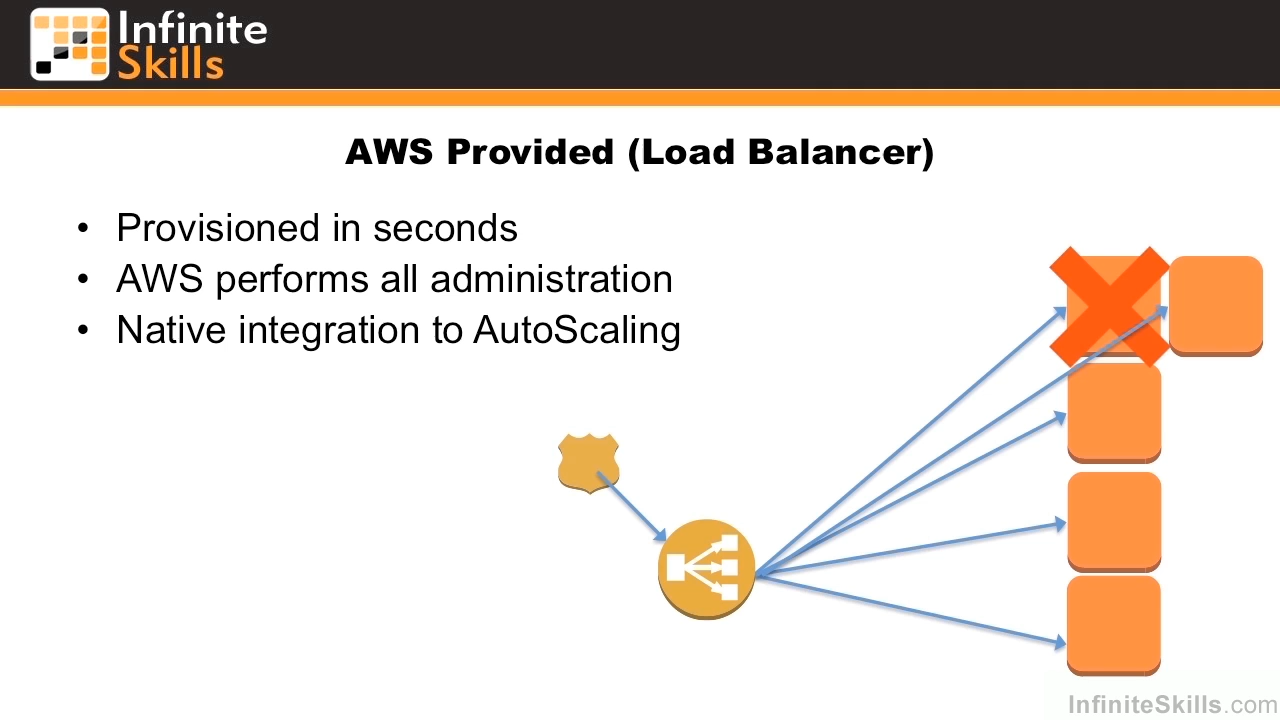 Infinite
Skills
AWS Provided (Load Balancer)
• Provisioned in seconds
• AWS performs all administration
• Native integration to AutoScaling
InfiniteSkills.com